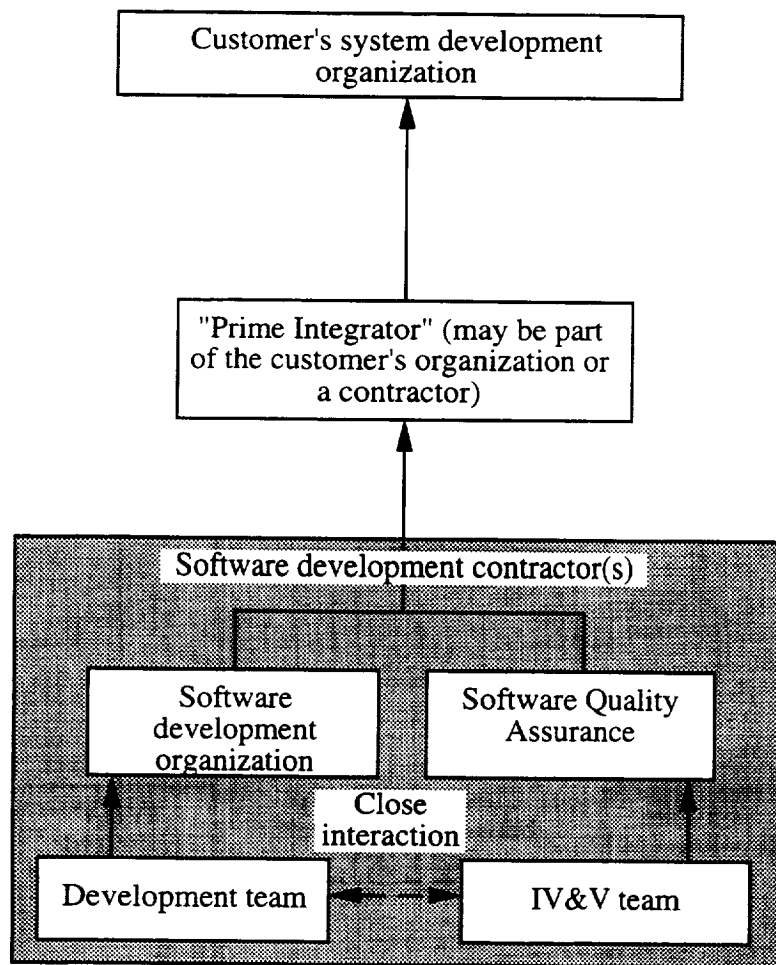 Customer's system development
organization
"Prime Integrator" (may be part
of the customer's organization or
a contractor)
Software development contractor(s)
Software
development
organization
Software Quality
Assurance
Close
interaction
Development team
IV&V team